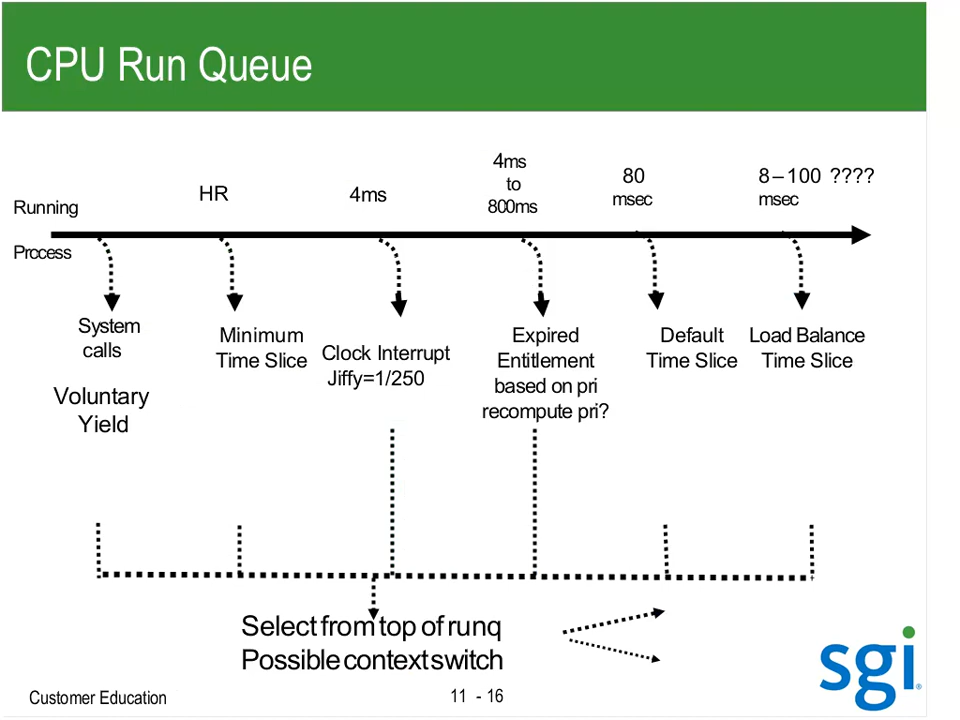 CPU Run Queue
Running
Process
HR
4ms
4ms
to
800ms
80
msec
8 – 100 ????
msec
System
calls
Voluntary
Yield
Minimum
Time Slice
Clock Interrupt
Jiffy=1/250
Expired
Entitlement
based on pri
recompute pri?
Default
Time Slice
Load Balance
Time Slice
Select from top of runq
Possible context switch
Customer Education
11 - 16
sgi®